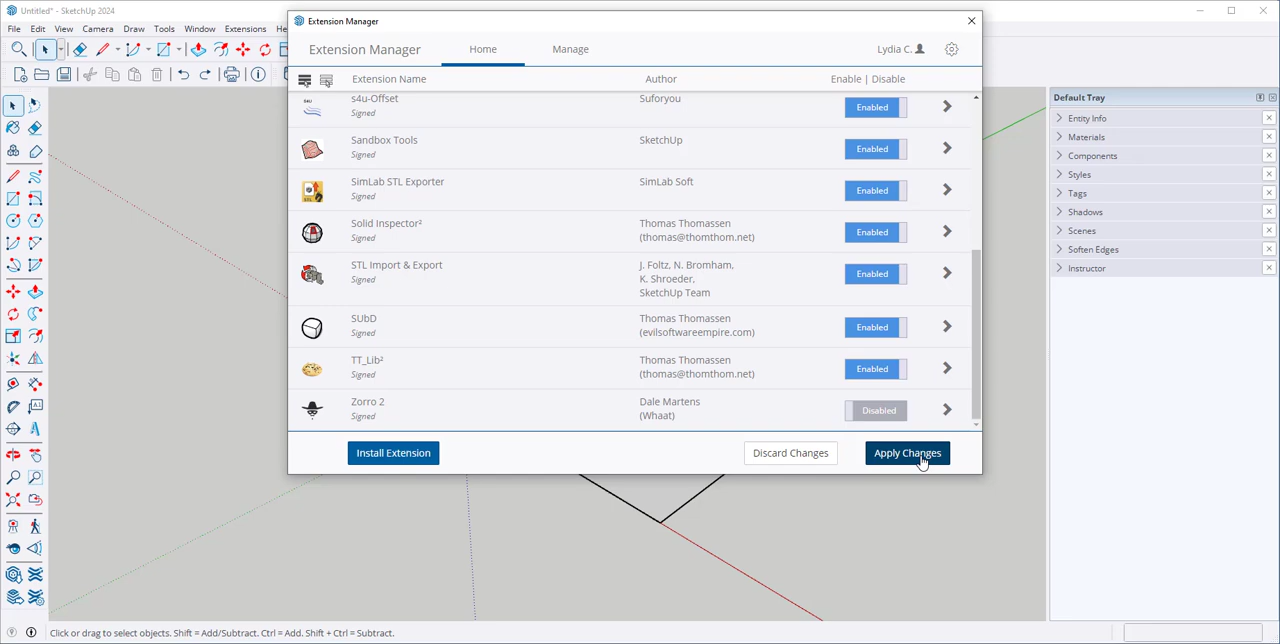 Untitled* - SketchUp 2024
File Edit View Camera Draw Tools Window Extensions He
Extension Manager
Extension Manager Home Manage Lydia C.
Extension Name Author Enable | Disable
s4u-Offset Suforyou Enabled
S4U Signed
Sandbox Tools SketchUp Enabled
Signed
SimLab STL Exporter SimLab Soft Enabled
Signed
Solid Inspector² Thomas Thomassen Enabled
Signed (thomas@thomthom.net)
STL Import & Export J. Foltz, N. Bromham, Enabled
Signed K. Shroeder,
SketchUp Team
SUbD Thomas Thomassen Enabled
Signed (evilsoftwareempire.com)
TT_Lib² Thomas Thomassen Enabled
Signed (thomas@thomthom.net)
Zorro 2 Dale Martens Disabled
Signed (Whaat)
Install Extension Discard Changes Apply Changes
Default Tray
Entity Info
Materials
Components
Styles
Tags
Shadows
Scenes
Soften Edges
Instructor
Click or drag to select objects. Shift = Add/Subtract. Ctrl = Add. Shift + Ctrl = Subtract.